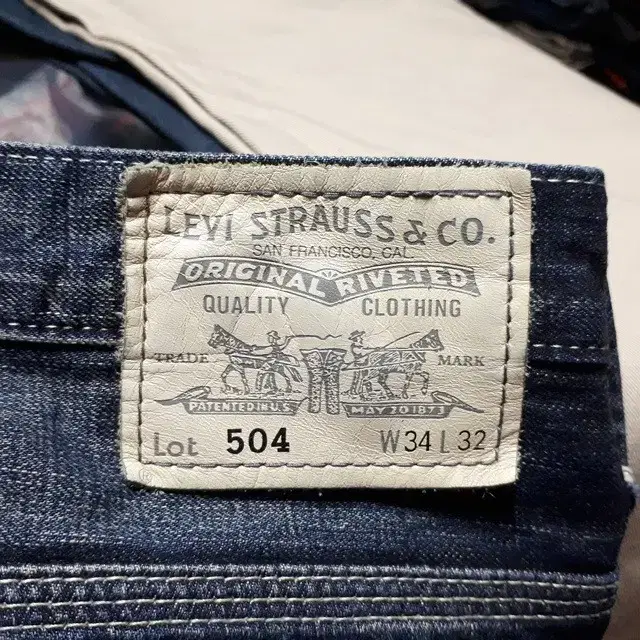 LEVI STRAUSS & CO.
SAN FRANCISCO, CAL.
ORIGINAL RIVETED
QUALITY CLOTHING
TRADE MARK
PATENTED IN U.S. MAY 20 1873
Lot 504 W34 L 32